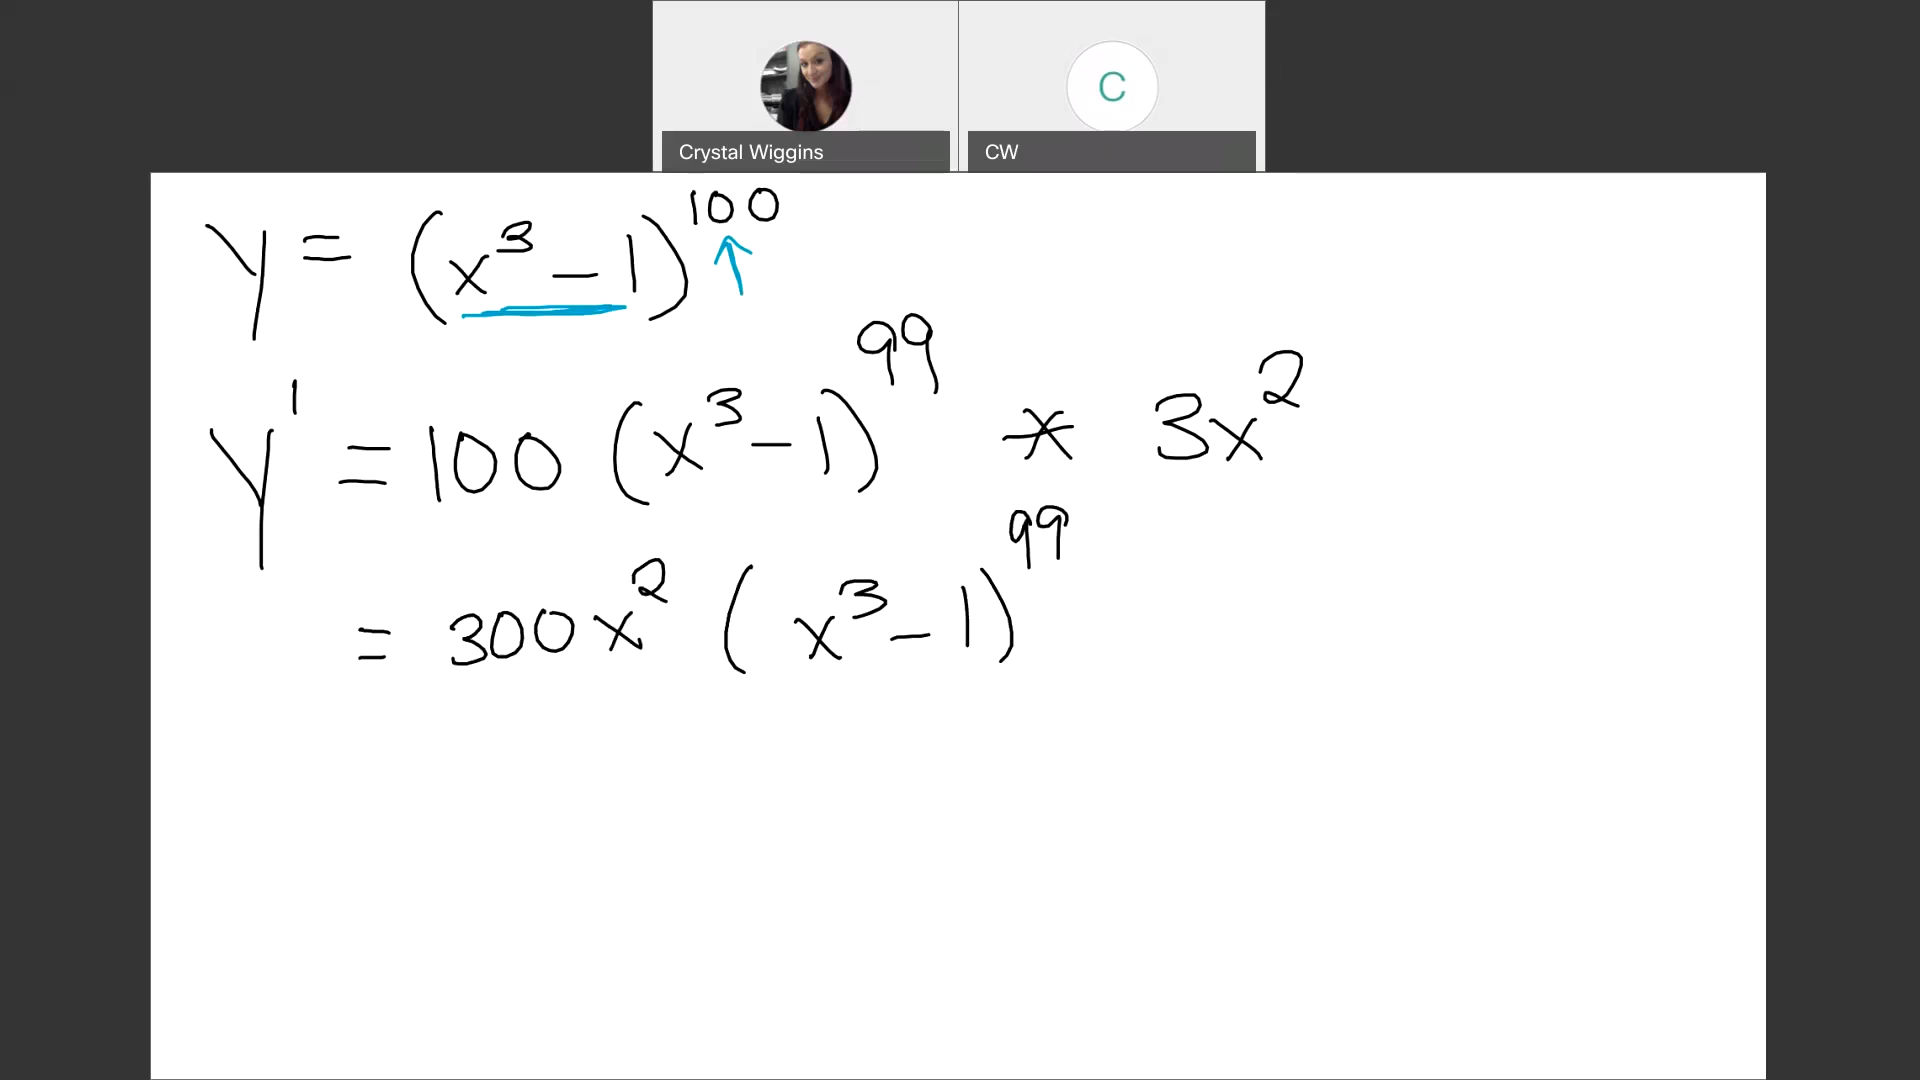 Crystal Wiggins
C
CW
y = (x³ − 1)¹⁰⁰
y' = 100 (x³ − 1)⁹⁹ * 3x²
= 300x² (x³ − 1)⁹⁹